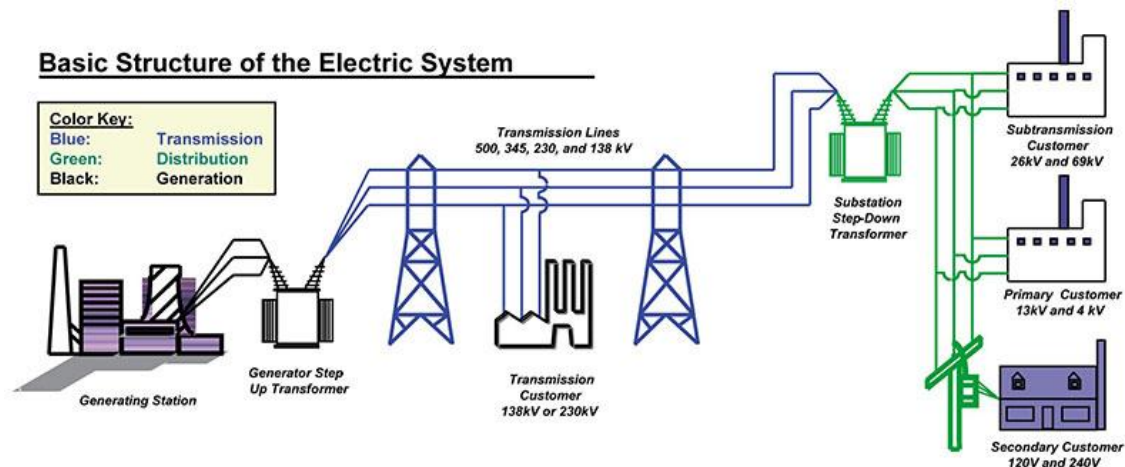 Basic Structure of the Electric System
Color Key:
Blue: Transmission
Green: Distribution
Black: Generation
Transmission Lines
500, 345, 230, and 138 kV
Subtransmission
Customer
26kV and 69kV
Substation
Step-Down
Transformer
Primary Customer
13kV and 4 kV
Generating Station
Generator Step
Up Transformer
Transmission
Customer
138kV or 230kV
Secondary Customer
120V and 240V